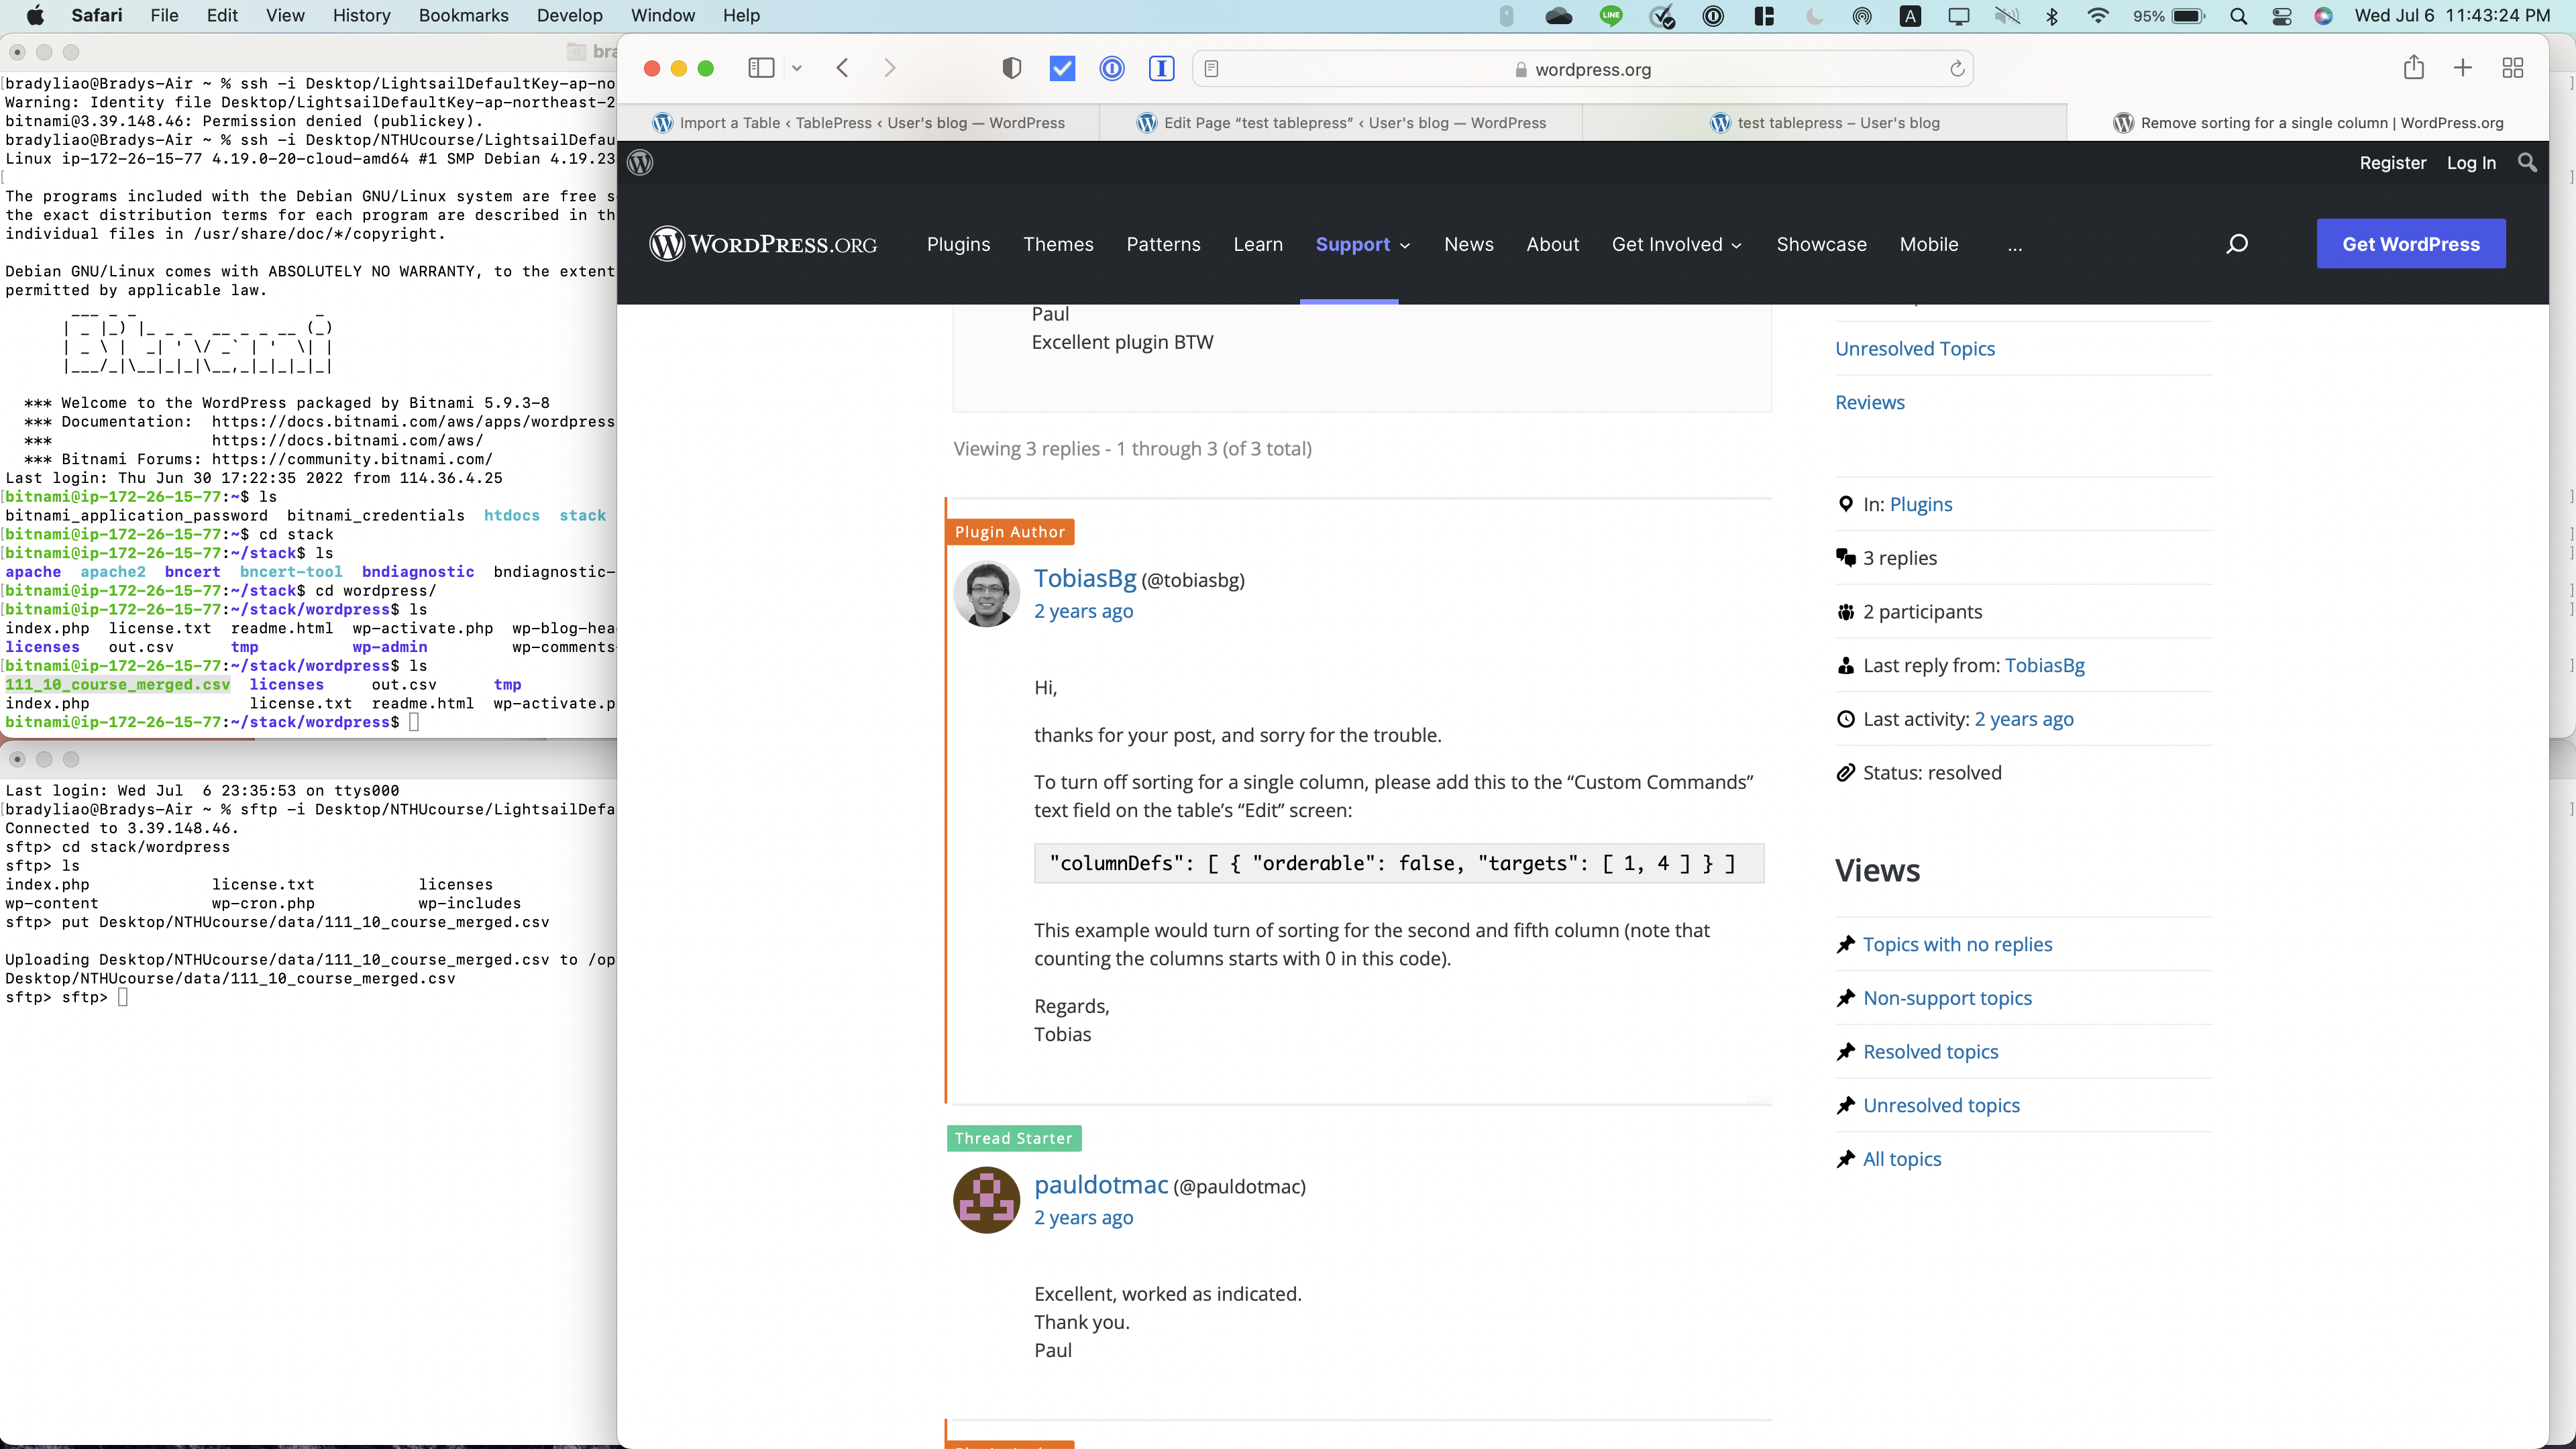 Safari File Edit View History Bookmarks Develop Window Help
LINE A 95% Wed Jul 6 11:43:24 PM
bradyliao@Bradys-Air ~ % ssh -i Desktop/LightsailDefaultKey-ap-no
Warning: Identity file Desktop/LightsailDefaultKey-ap-northeast-2
bitnami@3.39.148.46: Permission denied (publickey).
bradyliao@Bradys-Air ~ % ssh -i Desktop/NTHUcourse/LightsailDefau
Linux ip-172-26-15-77 4.19.0-20-cloud-amd64 #1 SMP Debian 4.19.23
The programs included with the Debian GNU/Linux system are free s
the exact distribution terms for each program are described in th
individual files in /usr/share/doc/*/copyright.
Debian GNU/Linux comes with ABSOLUTELY NO WARRANTY, to the extent
permitted by applicable law.
*** Welcome to the WordPress packaged by Bitnami 5.9.3-8
*** Documentation: https://docs.bitnami.com/aws/apps/wordpress
*** https://docs.bitnami.com/aws/
*** Bitnami Forums: https://community.bitnami.com/
Last login: Thu Jun 30 17:22:35 2022 from 114.36.4.25
bitnami@ip-172-26-15-77:~$ ls
bitnami_application_password bitnami_credentials htdocs stack
bitnami@ip-172-26-15-77:~$ cd stack
bitnami@ip-172-26-15-77:~/stack$ ls
apache apache2 bncert bncert-tool bndiagnostic bndiagnostic-
bitnami@ip-172-26-15-77:~/stack$ cd wordpress/
bitnami@ip-172-26-15-77:~/stack/wordpress$ ls
index.php license.txt readme.html wp-activate.php wp-blog-hea
licenses out.csv tmp wp-admin wp-comments
bitnami@ip-172-26-15-77:~/stack/wordpress$ ls
111_10_course_merged.csv licenses out.csv tmp
index.php license.txt readme.html wp-activate.p
bitnami@ip-172-26-15-77:~/stack/wordpress$
Last login: Wed Jul  6 23:35:53 on ttys000
bradyliao@Bradys-Air ~ % sftp -i Desktop/NTHUcourse/LightsailDefa
Connected to 3.39.148.46.
sftp> cd stack/wordpress
sftp> ls
index.php license.txt licenses
wp-content wp-cron.php wp-includes
sftp> put Desktop/NTHUcourse/data/111_10_course_merged.csv
Uploading Desktop/NTHUcourse/data/111_10_course_merged.csv to /op
Desktop/NTHUcourse/data/111_10_course_merged.csv
sftp> sftp>
bra
wordpress.org
Import a Table ‹ TablePress ‹ User's blog — WordPress
Edit Page “test tablepress” ‹ User's blog — WordPress
test tablepress – User's blog
Remove sorting for a single column | WordPress.org
Register Log In
WORDPRESS.ORG
Plugins Themes Patterns Learn Support News About Get Involved Showcase Mobile ...
Get WordPress
Paul
Excellent plugin BTW
Viewing 3 replies - 1 through 3 (of 3 total)
Plugin Author
TobiasBg (@tobiasbg)
2 years ago
Hi,
thanks for your post, and sorry for the trouble.
To turn off sorting for a single column, please add this to the “Custom Commands”
text field on the table’s “Edit” screen:
"columnDefs": [ { "orderable": false, "targets": [ 1, 4 ] } ]
This example would turn of sorting for the second and fifth column (note that
counting the columns starts with 0 in this code).
Regards,
Tobias
Thread Starter
pauldotmac (@pauldotmac)
2 years ago
Excellent, worked as indicated.
Thank you.
Paul
Unresolved Topics
Reviews
In: Plugins
3 replies
2 participants
Last reply from: TobiasBg
Last activity: 2 years ago
Status: resolved
Views
Topics with no replies
Non-support topics
Resolved topics
Unresolved topics
All topics